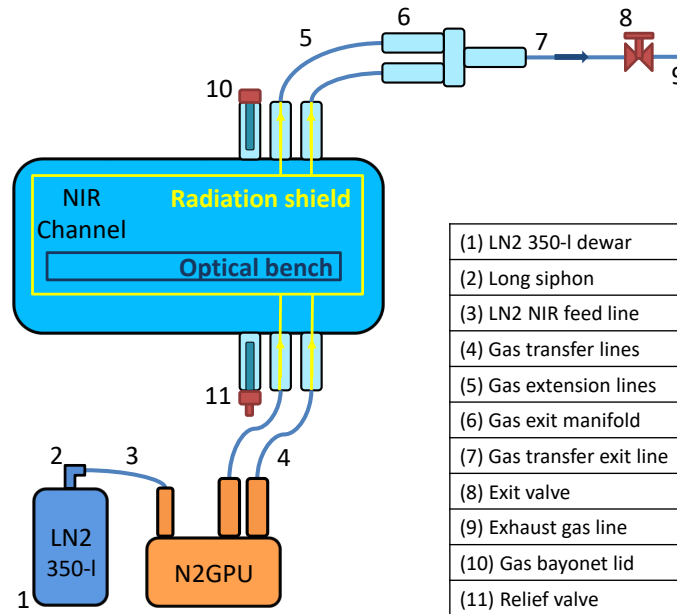 5
6
7
8
9
10
NIR
Channel
Radiation shield
Optical bench
11
2
3
4
LN2
350-l
1
N2GPU
(1) LN2 350-l dewar
(2) Long siphon
(3) LN2 NIR feed line
(4) Gas transfer lines
(5) Gas extension lines
(6) Gas exit manifold
(7) Gas transfer exit line
(8) Exit valve
(9) Exhaust gas line
(10) Gas bayonet lid
(11) Relief valve